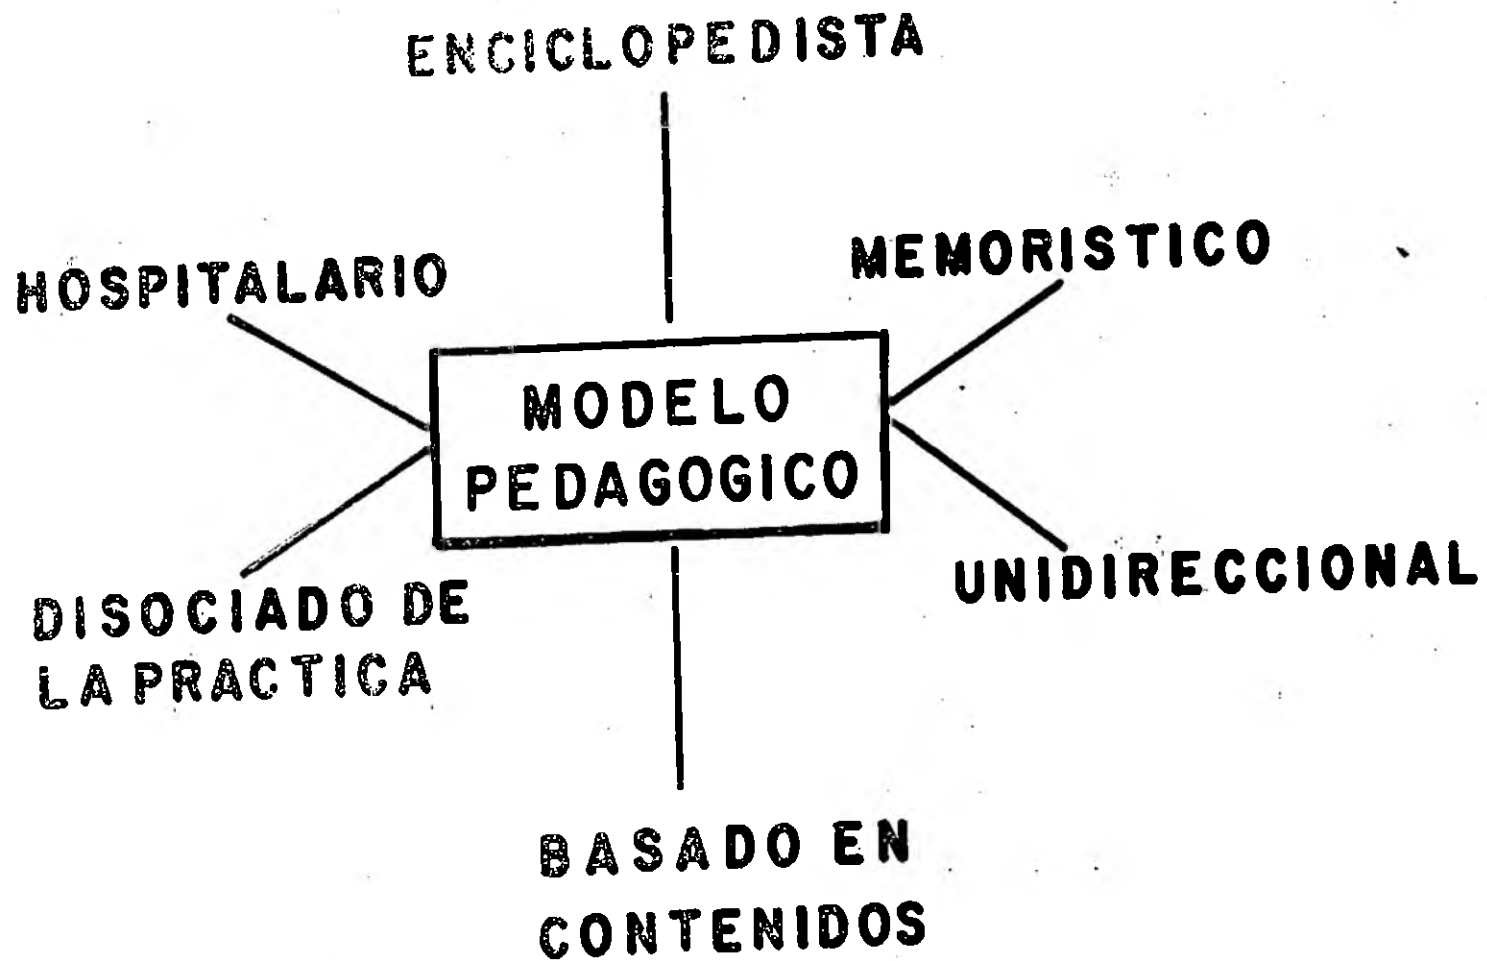 ENCICLOPEDISTA
HOSPITALARIO
MEMORISTICO
MODELO
PEDAGOGICO
DISOCIADO DE
LA PRACTICA
UNIDIRECCIONAL
BASADO EN
CONTENIDOS